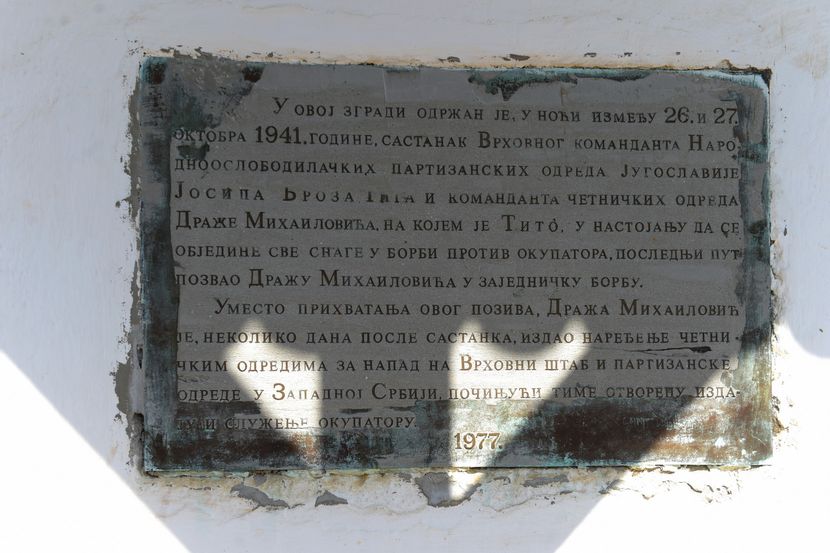 У ОВОЈ ЗГРАДИ ОДРЖАН ЈЕ, У НОЋИ ИЗМЕЂУ 26. И 27.
ОКТОБРА 1941. ГОДИНЕ, САСТАНАК ВРХОВНОГ КОМАНДАНТА НАРО-
ДНООСЛОБОДИЛАЧКИХ ПАРТИЗАНСКИХ ОДРЕДА ЈУГОСЛАВИЈЕ
ЈОСИПА БРОЗА ТИТА И КОМАНДАНТА ЧЕТНИЧКИХ ОДРЕДА
ДРАЖЕ МИХАИЛОВИЋА, НА КОЈЕМ ЈЕ ТИТО, У НАСТОЈАЊУ ДА СЕ
ОБЈЕДИНЕ СВЕ СНАГЕ У БОРБИ ПРОТИВ ОКУПАТОРА, ПОСЛЕДЊИ ПУТ
ПОЗВАО ДРАЖУ МИХАИЛОВИЋА У ЗАЈЕДНИЧКУ БОРБУ.
УМЕСТО ПРИХВАТАЊА ОВОГ ПОЗИВА, ДРАЖА МИХАИЛОВИЋ
ЈЕ, НЕКОЛИКО ДАНА ПОСЛЕ САСТАНКА, ИЗДАО НАРЕЂЕЊЕ ЧЕТНИ-
ЧКИМ ОДРЕДИМА ЗА НАПАД НА ВРХОВНИ ШТАБ И ПАРТИЗАНСКЕ
ОДРЕДЕ У ЗАПАДНОЈ СРБИЈИ, ПОЧИЊУЋИ ТИМЕ ОТВОРЕНУ ИЗДА-
ЈУ И СЛУЖЕЊЕ ОКУПАТОРУ.
1977.